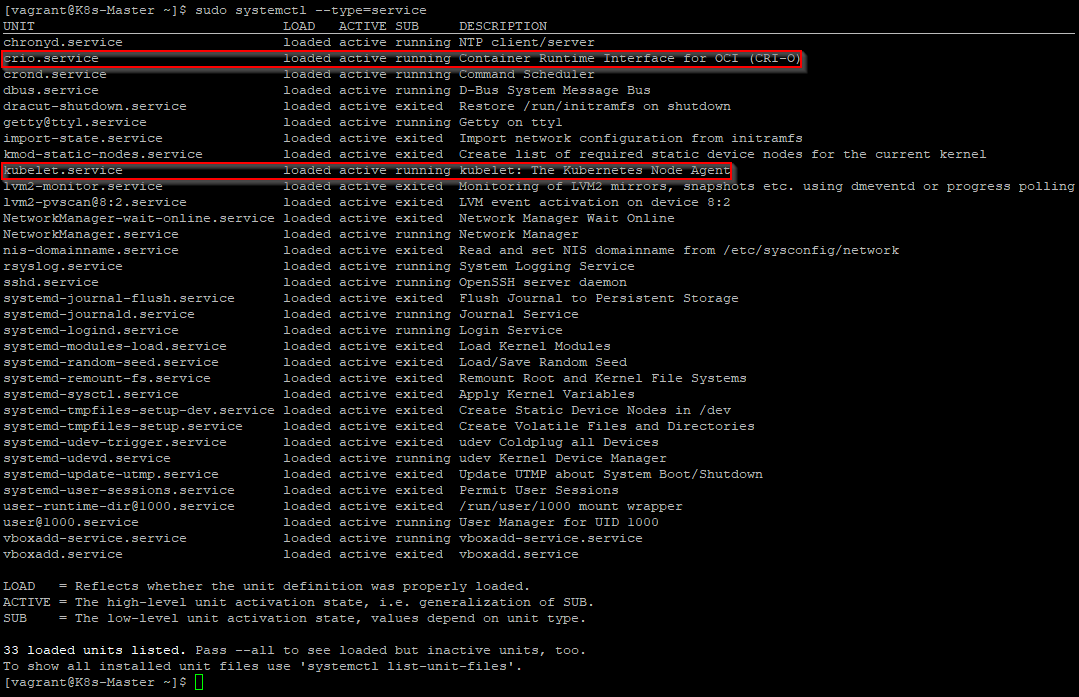 [vagrant@K8s-Master ~]$ sudo systemctl --type=service
UNIT LOAD ACTIVE SUB DESCRIPTION
chronyd.service loaded active running NTP client/server
crio.service loaded active running Container Runtime Interface for OCI (CRI-O)
crond.service loaded active running Command Scheduler
dbus.service loaded active running D-Bus System Message Bus
dracut-shutdown.service loaded active exited Restore /run/initramfs on shutdown
getty@tty1.service loaded active running Getty on tty1
import-state.service loaded active exited Import network configuration from initramfs
kmod-static-nodes.service loaded active exited Create list of required static device nodes for the current kernel
kubelet.service loaded active running kubelet: The Kubernetes Node Agent
lvm2-monitor.service loaded active exited Monitoring of LVM2 mirrors, snapshots etc. using dmeventd or progress polling
lvm2-pvscan@8:2.service loaded active exited LVM event activation on device 8:2
NetworkManager-wait-online.service loaded active exited Network Manager Wait Online
NetworkManager.service loaded active running Network Manager
nis-domainname.service loaded active exited Read and set NIS domainname from /etc/sysconfig/network
rsyslog.service loaded active running System Logging Service
sshd.service loaded active running OpenSSH server daemon
systemd-journal-flush.service loaded active exited Flush Journal to Persistent Storage
systemd-journald.service loaded active running Journal Service
systemd-logind.service loaded active running Login Service
systemd-modules-load.service loaded active exited Load Kernel Modules
systemd-random-seed.service loaded active exited Load/Save Random Seed
systemd-remount-fs.service loaded active exited Remount Root and Kernel File Systems
systemd-sysctl.service loaded active exited Apply Kernel Variables
systemd-tmpfiles-setup-dev.service loaded active exited Create Static Device Nodes in /dev
systemd-tmpfiles-setup.service loaded active exited Create Volatile Files and Directories
systemd-udev-trigger.service loaded active exited udev Coldplug all Devices
systemd-udevd.service loaded active running udev Kernel Device Manager
systemd-update-utmp.service loaded active exited Update UTMP about System Boot/Shutdown
systemd-user-sessions.service loaded active exited Permit User Sessions
user-runtime-dir@1000.service loaded active exited /run/user/1000 mount wrapper
user@1000.service loaded active running User Manager for UID 1000
vboxadd-service.service loaded active running vboxadd-service.service
vboxadd.service loaded active exited vboxadd.service
LOAD = Reflects whether the unit definition was properly loaded.
ACTIVE = The high-level unit activation state, i.e. generalization of SUB.
SUB = The low-level unit activation state, values depend on unit type.
33 loaded units listed. Pass --all to see loaded but inactive units, too.
To show all installed unit files use 'systemctl list-unit-files'.
[vagrant@K8s-Master ~]$